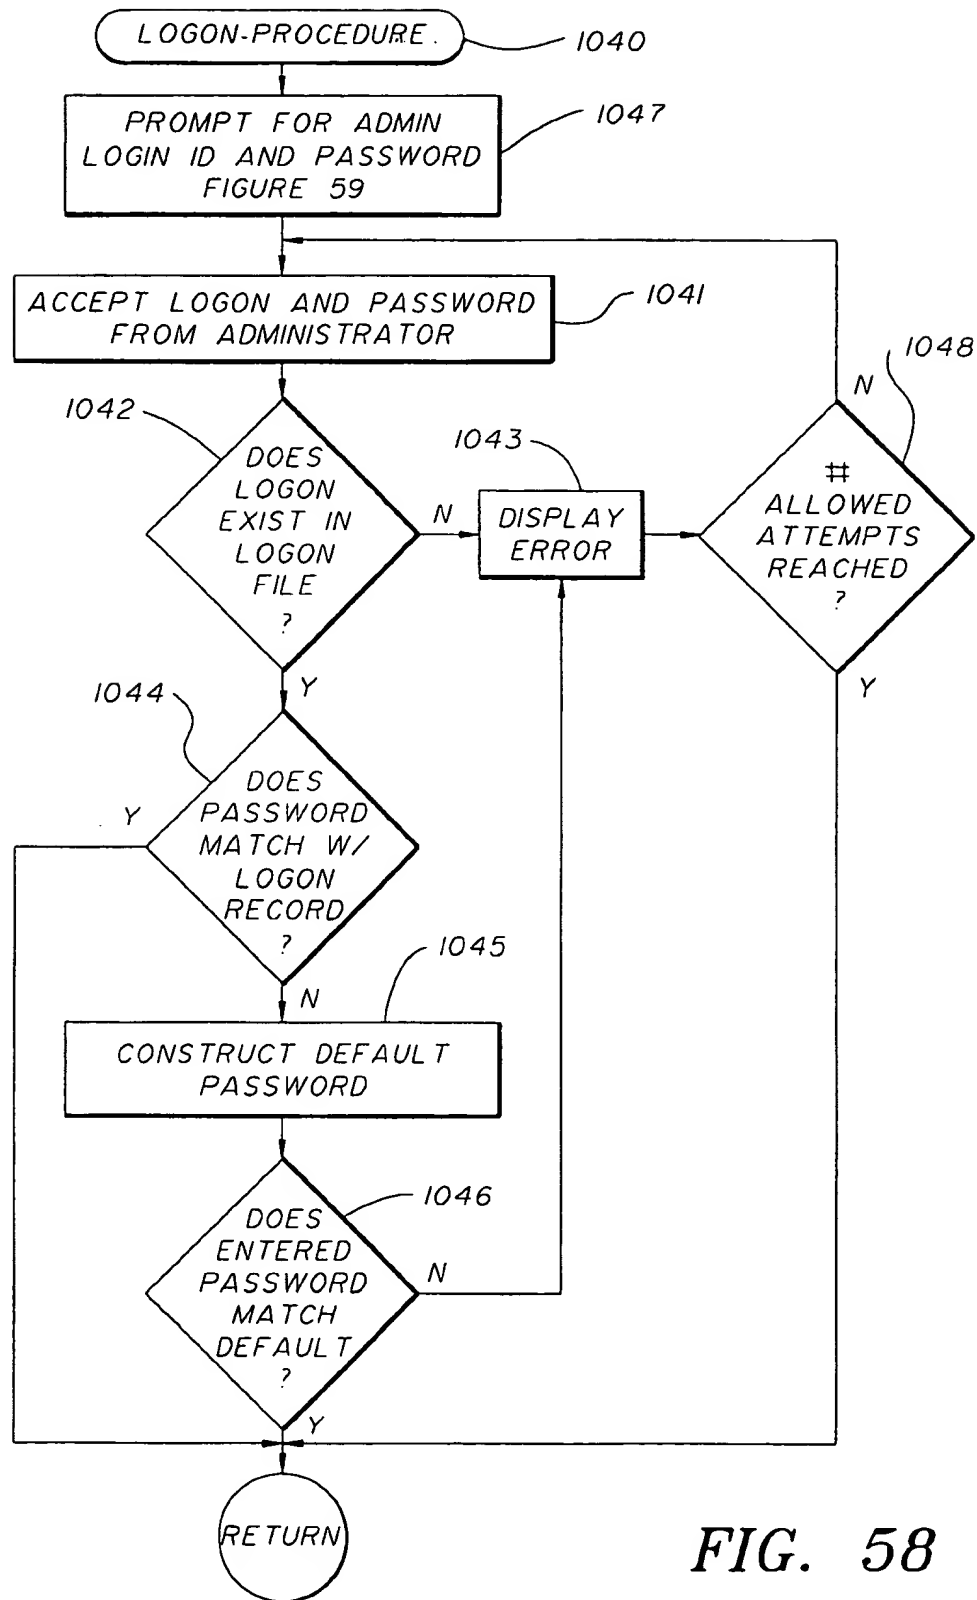 LOGON-PROCEDURE.
1040
PROMPT FOR ADMIN
LOGIN ID AND PASSWORD
FIGURE 59
1047
ACCEPT LOGON AND PASSWORD
FROM ADMINISTRATOR
1041
1042
DOES
LOGON
EXIST IN
LOGON
FILE
?
N
Y
1043
DISPLAY
ERROR
1048
N
#
ALLOWED
ATTEMPTS
REACHED
?
Y
1044
Y
DOES
PASSWORD
MATCH W/
LOGON
RECORD
?
N
1045
CONSTRUCT DEFAULT
PASSWORD
1046
DOES
ENTERED
PASSWORD
MATCH
DEFAULT
?
N
Y
RETURN
FIG. 58